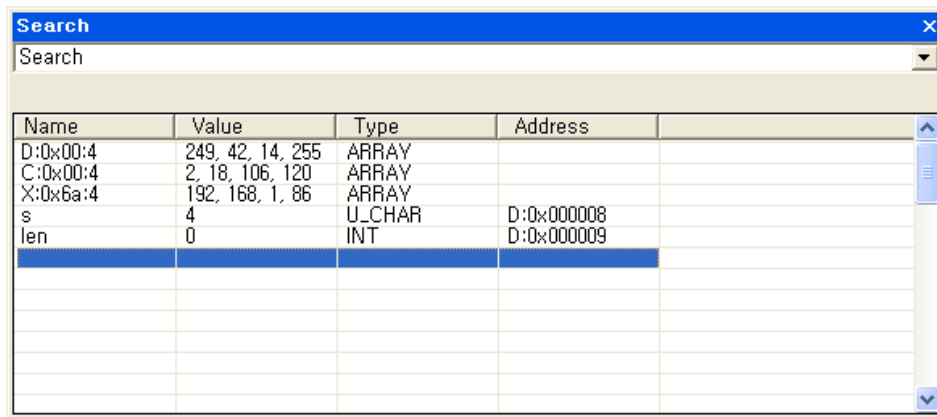 Search
Search
Name Value Type Address
D:0x00:4 249, 42, 14, 255 ARRAY
C:0x00:4 2, 18, 106, 120 ARRAY
X:0x6a:4 192, 168, 1, 86 ARRAY
s 4 U_CHAR D:0x000008
len 0 INT D:0x000009